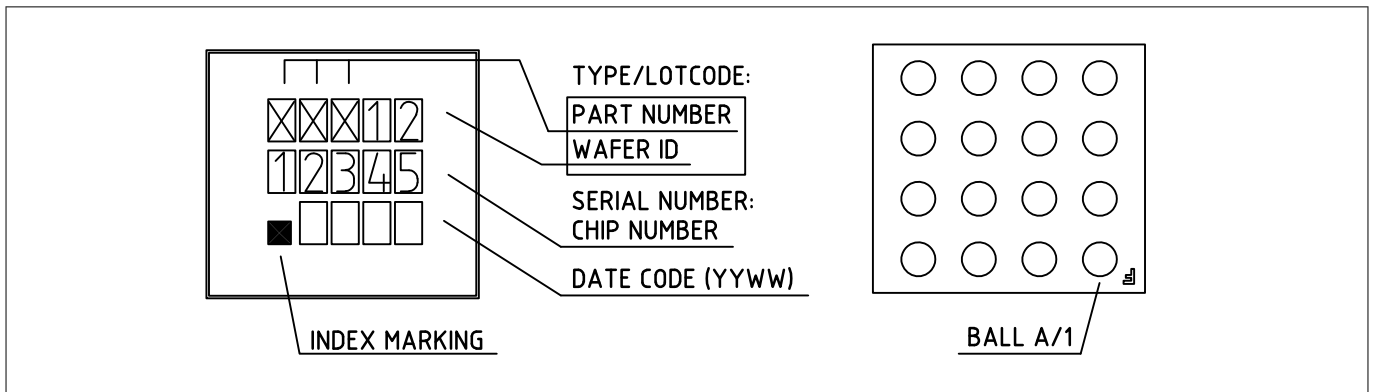 XXX12
12345
TYPE/LOTCODE:
PART NUMBER
WAFER ID
SERIAL NUMBER:
CHIP NUMBER
DATE CODE (YYWW)
INDEX MARKING
BALL A/1
F